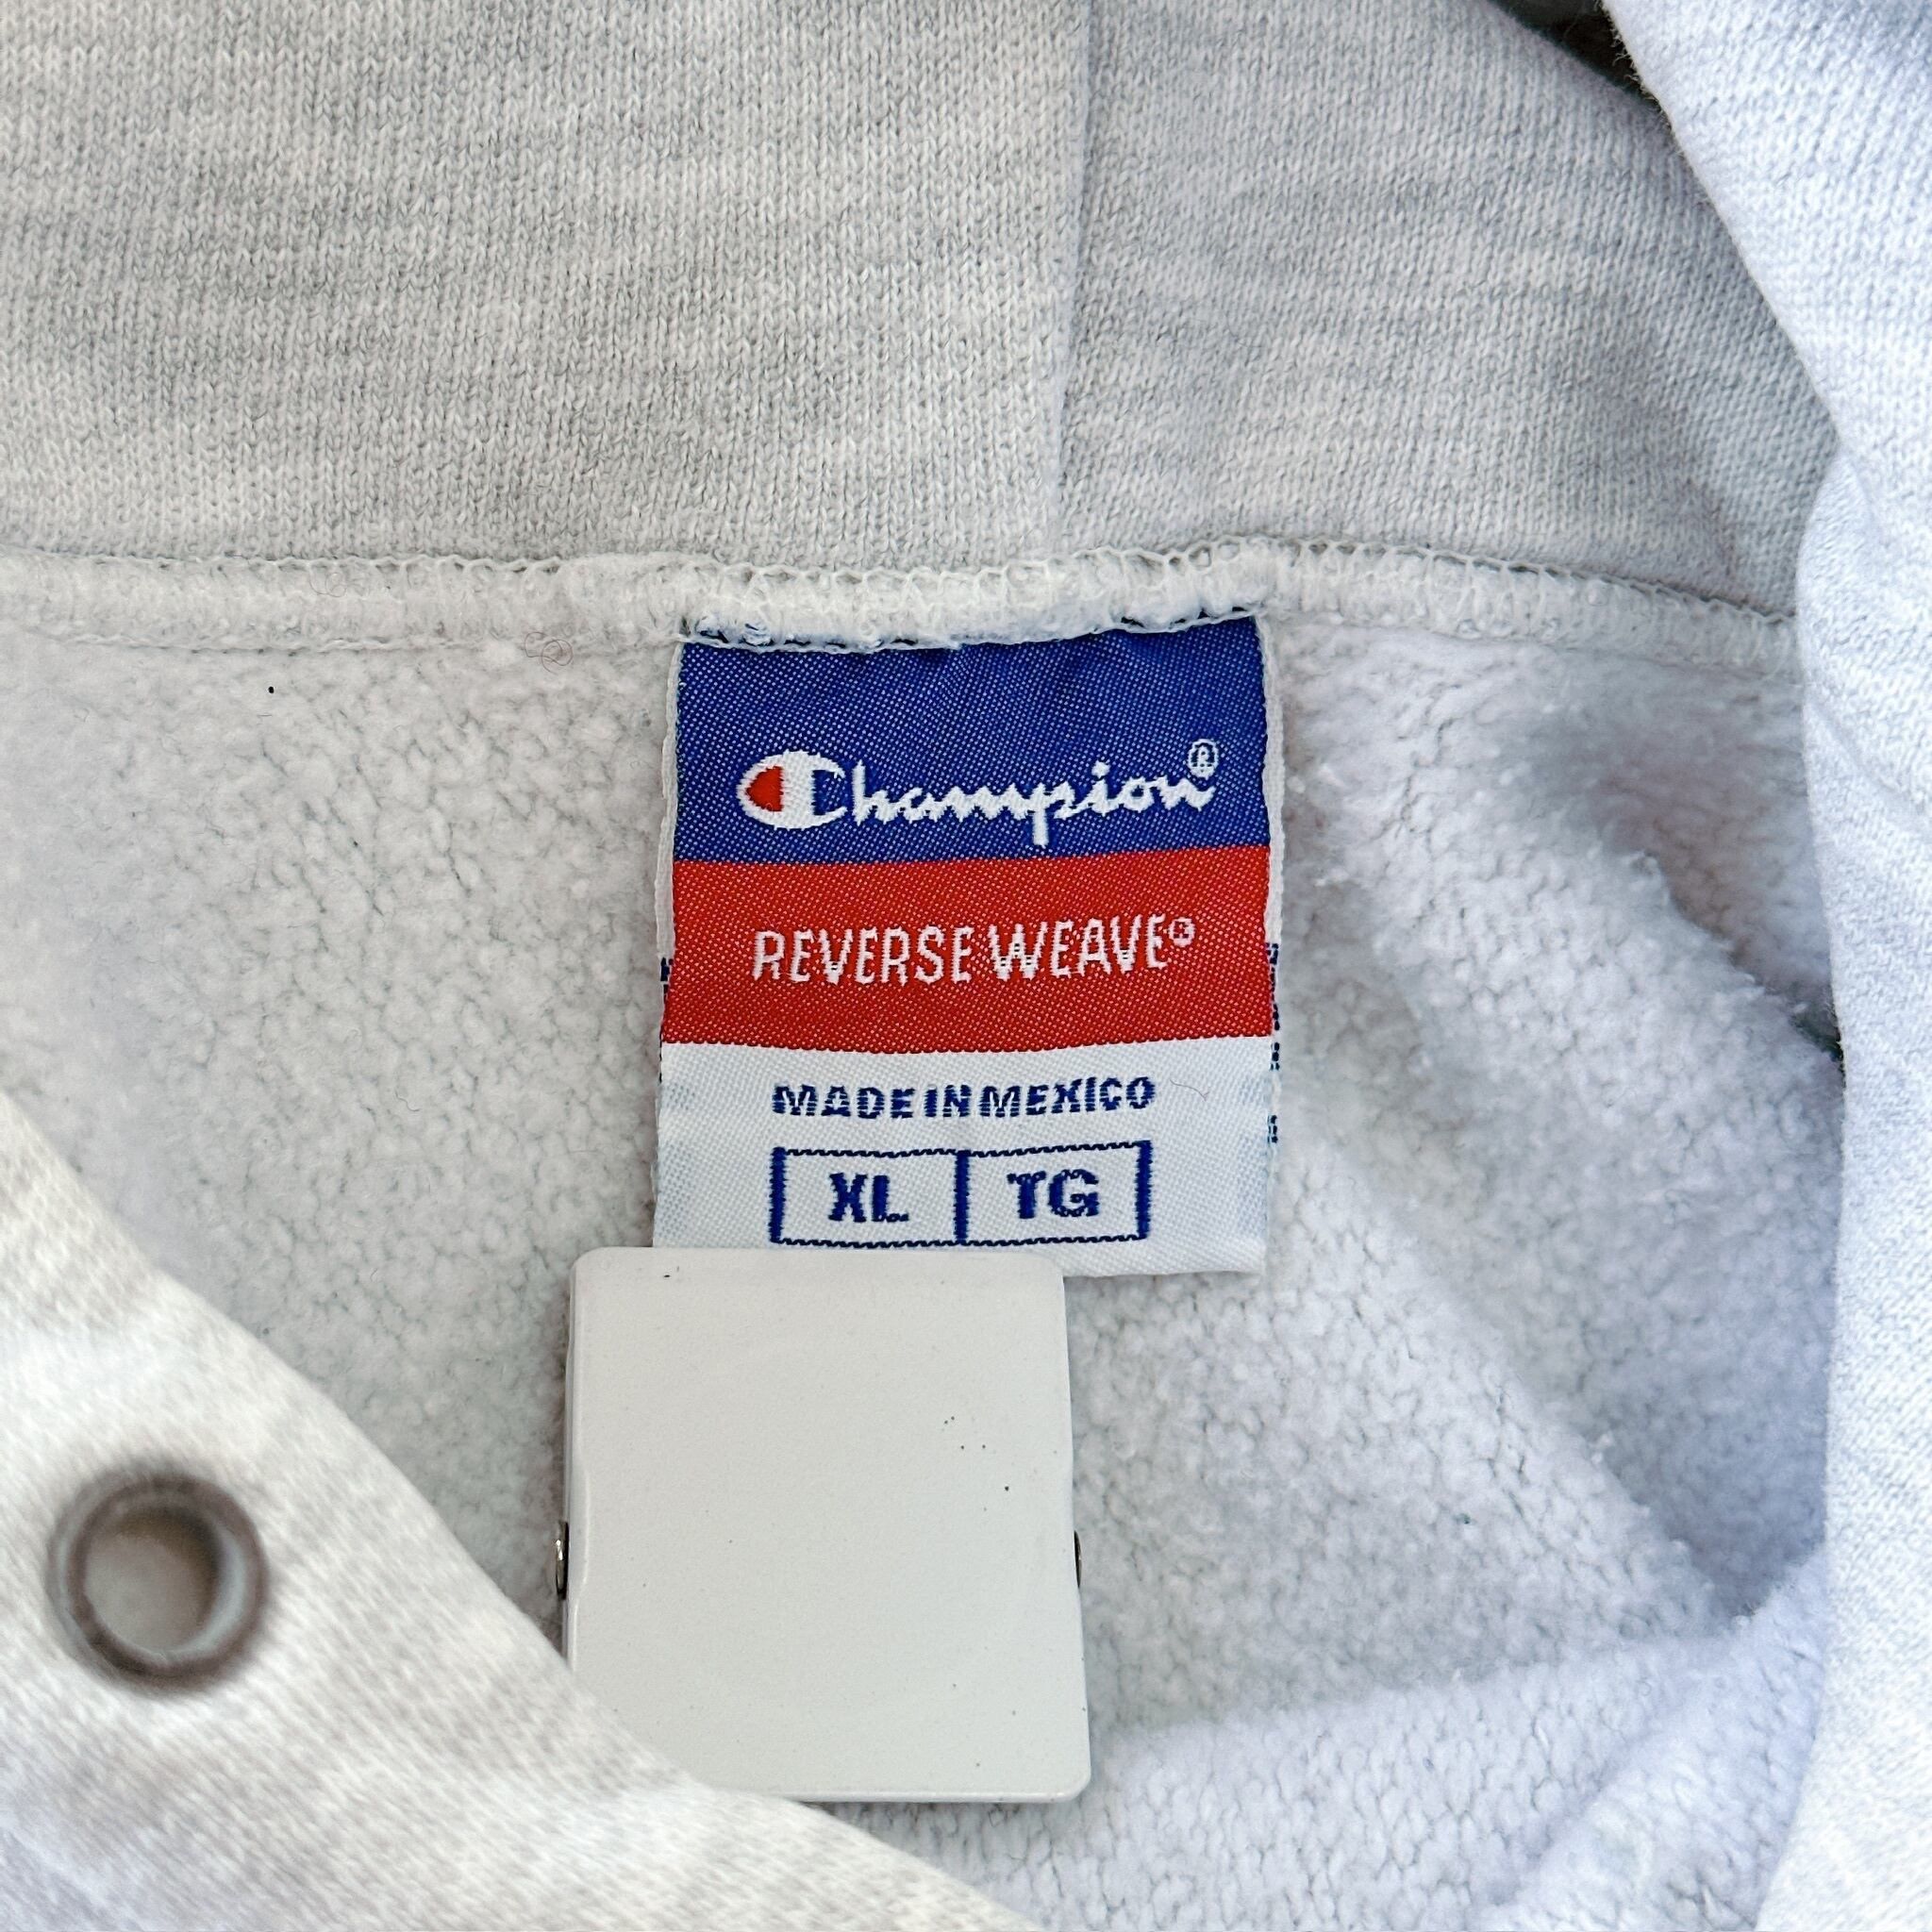 Champion®
REVERSE WEAVE®
MADE IN MEXICO
XL TG